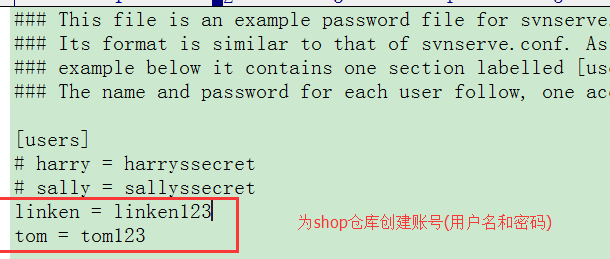 ### This file is an example password file for svnserve
### Its format is similar to that of svnserve.conf. As
### example below it contains one section labelled [us
### The name and password for each user follow, one acc
[users]
# harry = harryssecret
# sally = sallyssecret
linken = linken123
tom = tom123
为shop仓库创建账号(用户名和密码)